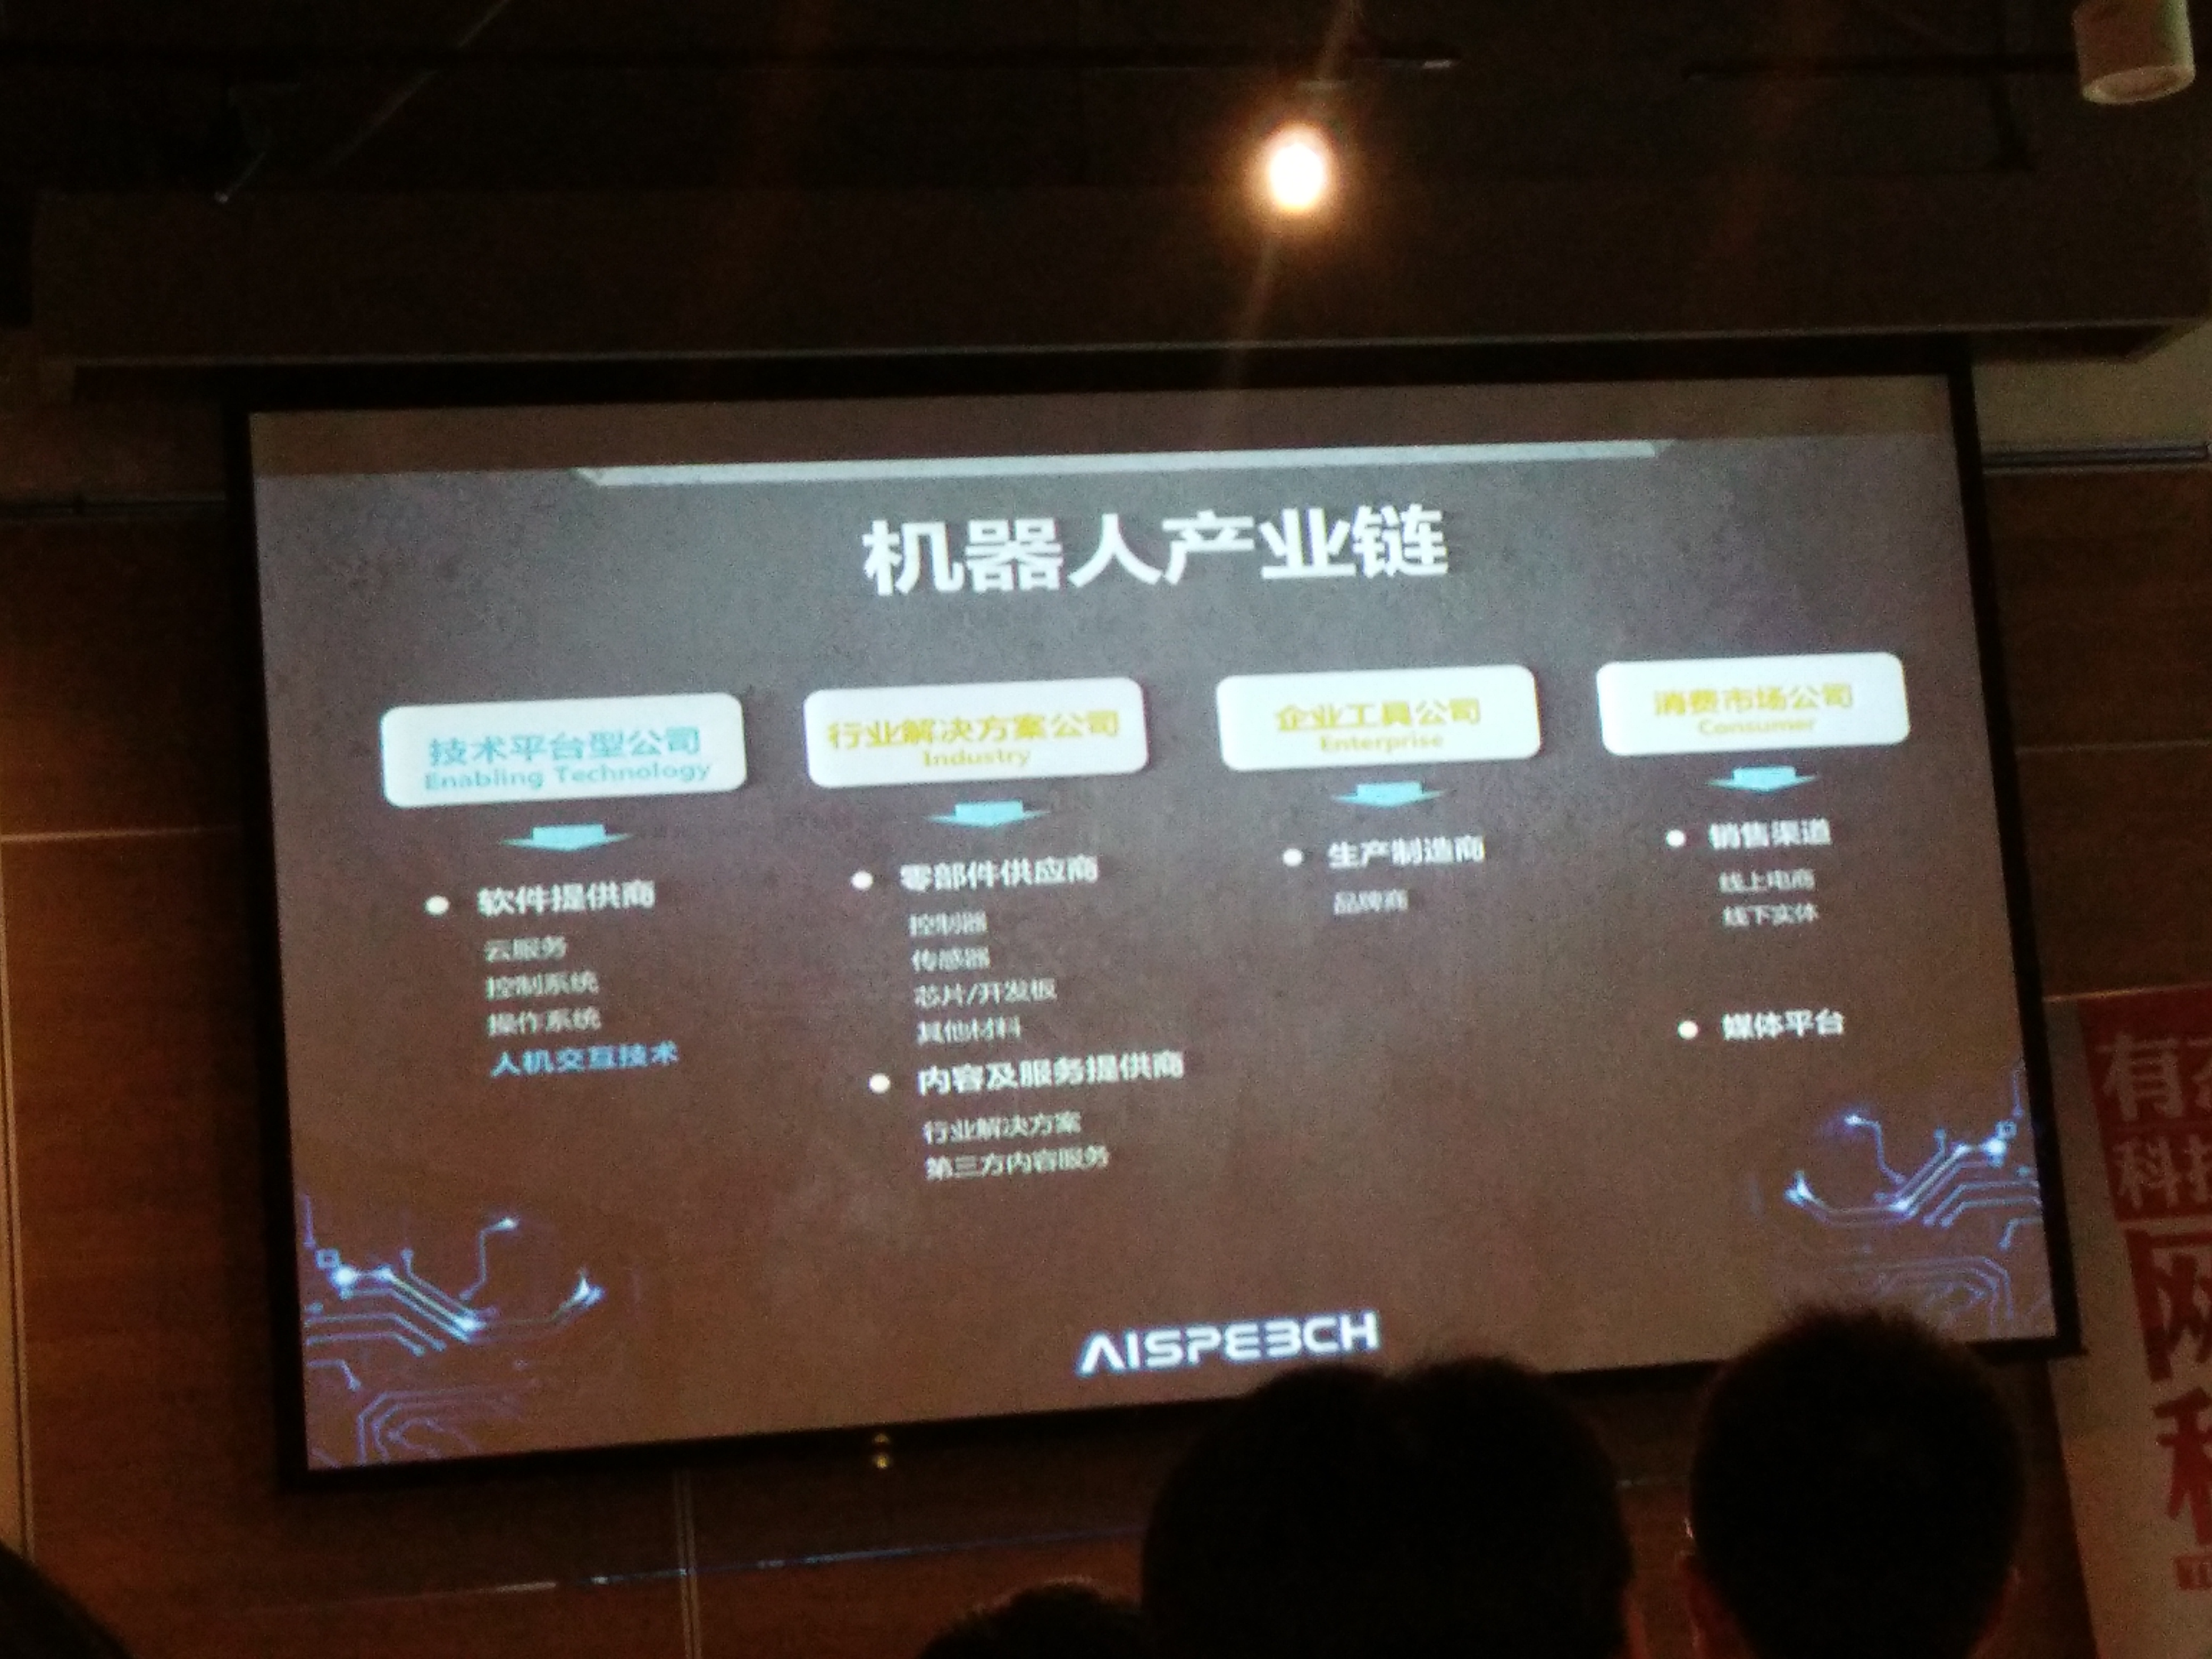 机器人产业链
技术平台型公司
Enabling Technology
软件提供商
云服务
控制系统
操作系统
人机交互技术
行业解决方案公司
Industry
零部件供应商
控制器
传感器
芯片/开发板
其他材料
内容及服务提供商
行业解决方案
第三方内容服务
企业工具公司
Enterprise
生产制造商
品牌商
消费市场公司
Consumer
销售渠道
线上电商
线下实体
媒体平台
AISPEECH
有
科技
网